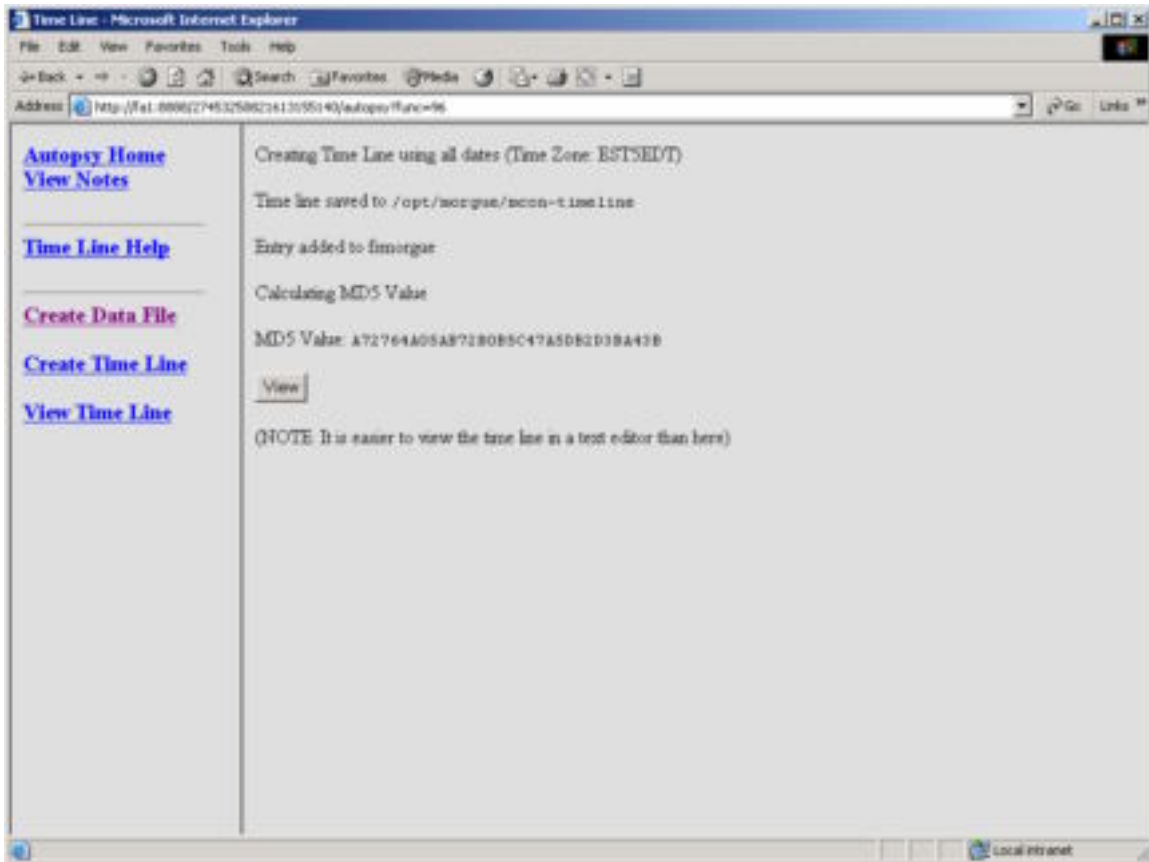 Time Line - Microsoft Internet Explorer
File Edit View Favorites Tools Help
Back Search Favorites Media
Address Go Links
Autopsy Home
View Notes
Time Line Help
Create Data File
Create Time Line
View Time Line
Creating Time Line using all dates (Time Zone: EST5EDT)
Time line saved to /opt/morgue/mcon-timeline
Entry added to fsmorgue
Calculating MD5 Value
MD5 Value:
View
(NOTE: It is easier to view the time line in a text editor than here)
Local intranet